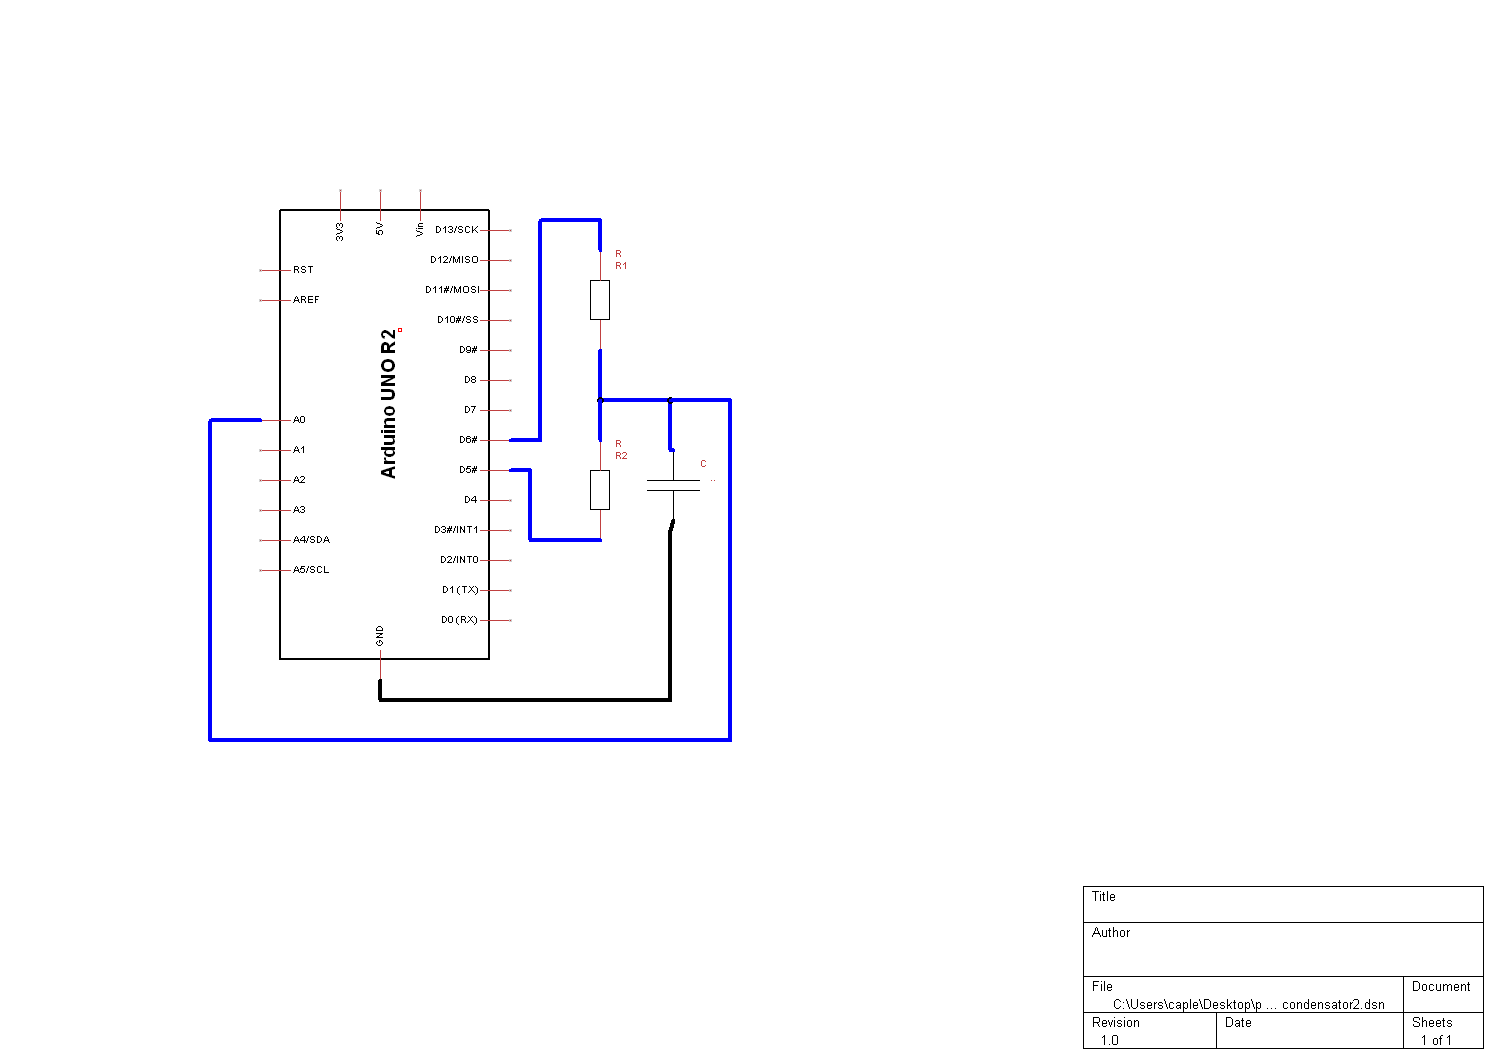 3V3
5V
Vin
D13/SCK
RST
D12/MISO
D11#/MOSI
AREF
D10#/SS
D9#
D8
D7
A0
D6#
A1
D5#
A2
D4
A3
D3#/INT1
A4/SDA
D2/INT0
A5/SCL
D1(TX)
D0(RX)
GND
Arduino UNO R2
R
R1
R
R2
C
Title
Author
File
C:\Users\caple\Desktop\p ... condensator2.dsn
Document
Revision
1.0
Date
Sheets
1 of 1